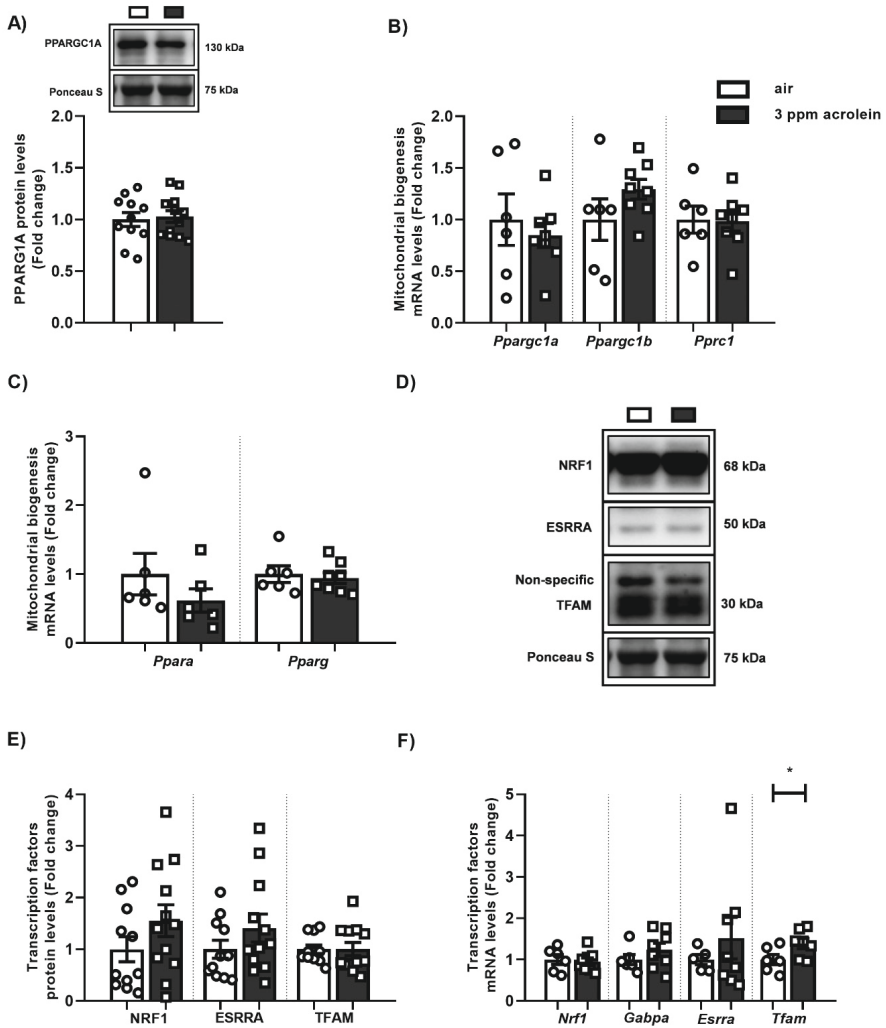 A)
PPARGC1A
130 kDa
Ponceau S
75 kDa
PPARG1A protein levels
(Fold change)
2.0
1.5
1.0
0.5
0.0
B)
air
3 ppm acrolein
Mitochondrial biogenesis
mRNA levels (Fold change)
2.0
1.5
1.0
0.5
0.0
Ppargc1a
Ppargc1b
Pprc1
C)
Mitochondrial biogenesis
mRNA levels (Fold change)
3
2
1
0
Ppara
Pparg
D)
NRF1
68 kDa
ESRRA
50 kDa
Non-specific
TFAM
30 kDa
Ponceau S
75 kDa
E)
Transcription factors
protein levels (Fold change)
4
3
2
1
0
NRF1
ESRRA
TFAM
F)
Transcription factors
mRNA levels (Fold change)
5
4
3
2
1
0
*
Nrf1
Gabpa
Esrra
Tfam